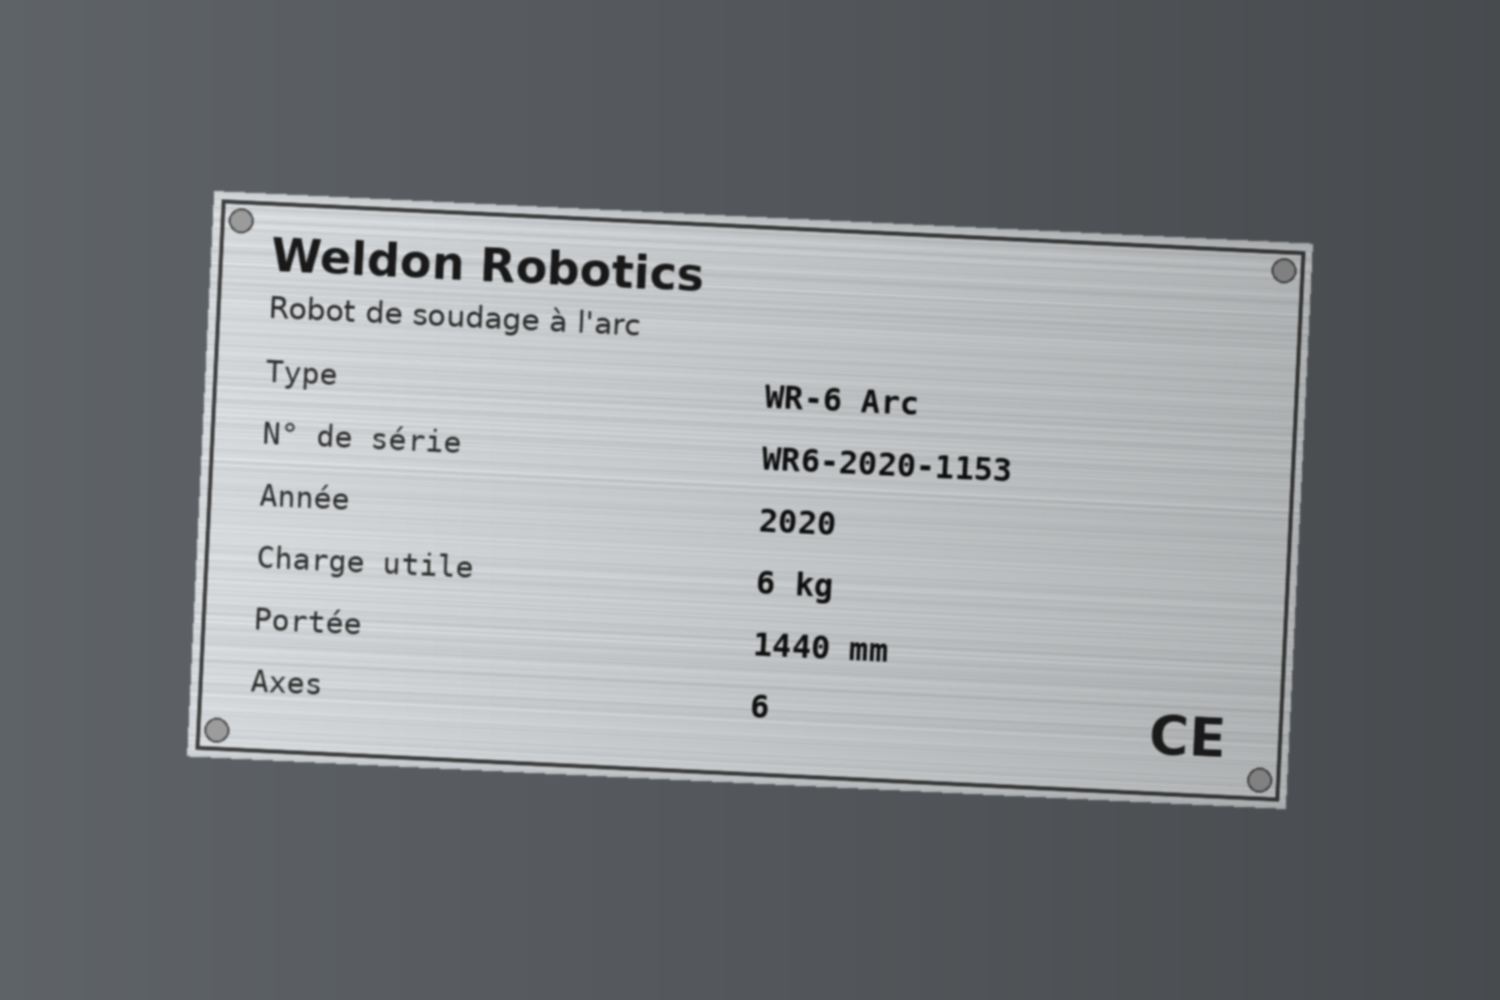 Weldon Robotics
Robot de soudage à l'arc
Type WR-6 Arc
N° de série WR6-2020-1153
Année 2020
Charge utile 6 kg
Portée 1440 mm
Axes 6
CE